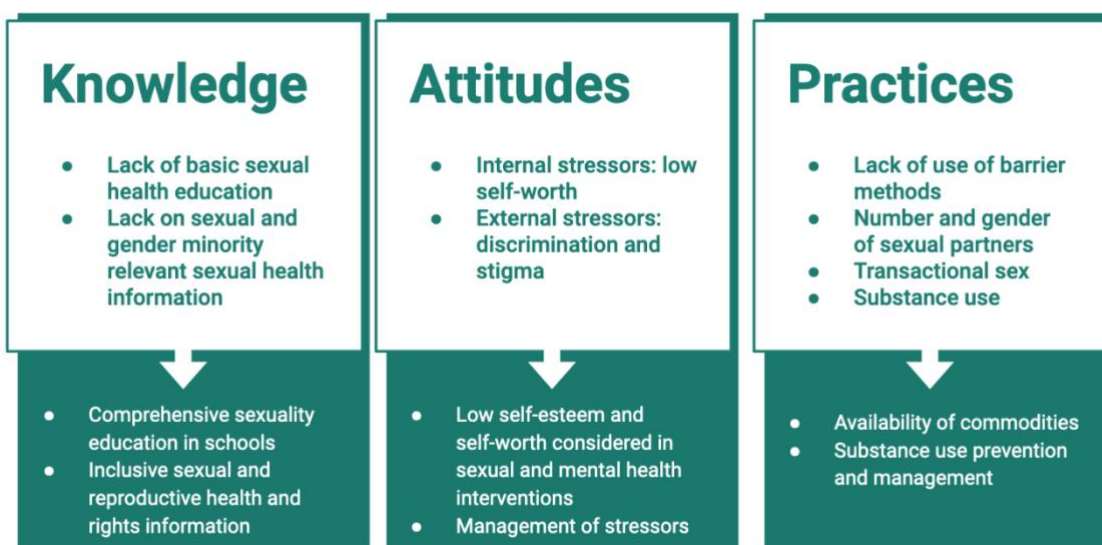 Knowledge
● Lack of basic sexual
health education
● Lack on sexual and
gender minority
relevant sexual health
information
● Comprehensive sexuality
education in schools
● Inclusive sexual and
reproductive health and
rights information
Attitudes
● Internal stressors: low
self-worth
● External stressors:
discrimination and
stigma
● Low self-esteem and
self-worth considered in
sexual and mental health
interventions
● Management of stressors
Practices
● Lack of use of barrier
methods
● Number and gender
of sexual partners
● Transactional sex
● Substance use
● Availability of commodities
● Substance use prevention
and management